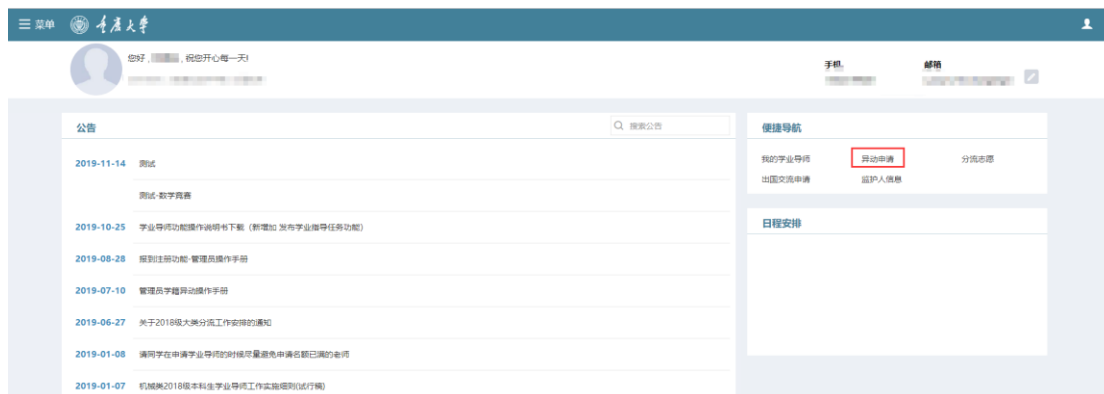 菜单 重庆大学
您好, , 祝您开心每一天!
手机 邮箱
公告 搜索公告
2019-11-14 测试
测试-数学竞赛
2019-10-25 学业导师功能操作说明书下载（新增加 发布学业指导任务功能）
2019-08-28 报到注册功能-管理员操作手册
2019-07-10 管理员学籍异动操作手册
2019-06-27 关于2018级大类分流工作安排的通知
2019-01-08 请同学在申请学业导师的时候尽量避免申请名额已满的老师
2019-01-07 机械类2018级本科生学业导师工作实施细则(试行稿)
便捷导航
我的学业导师 异动申请 分流志愿
出国交流申请 监护人信息
日程安排